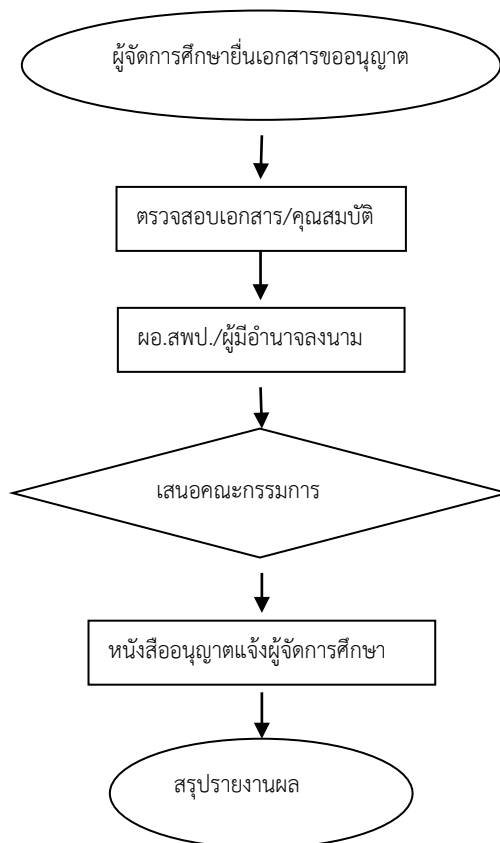 ผู้จัดการศึกษายื่นเอกสารขออนุญาต
ตรวจสอบเอกสาร/คุณสมบัติ
ผอ.สพป./ผู้มีอำนาจลงนาม
เสนอคณะกรรมการ
หนังสืออนุญาตแจ้งผู้จัดการศึกษา
สรุปรายงานผล